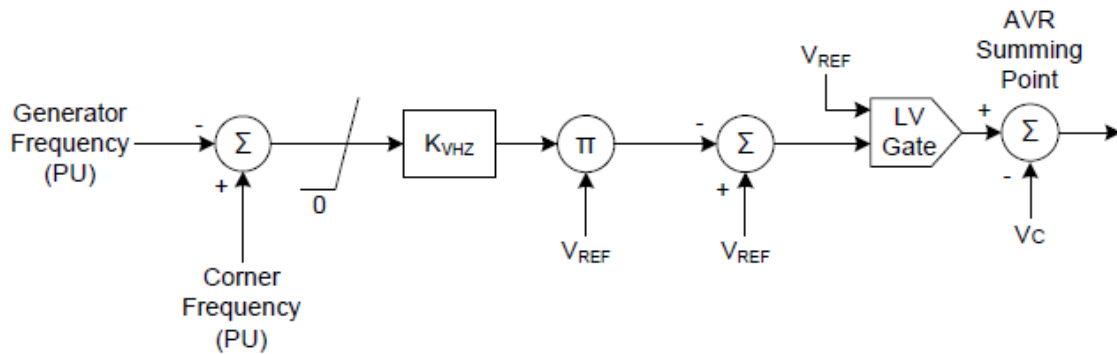 Generator
Frequency
(PU)
-
+
Σ
Corner
Frequency
(PU)
0
KVHZ
π
VREF
-
+
Σ
VREF
VREF
LV
Gate
AVR
Summing
Point
+
-
Σ
VC